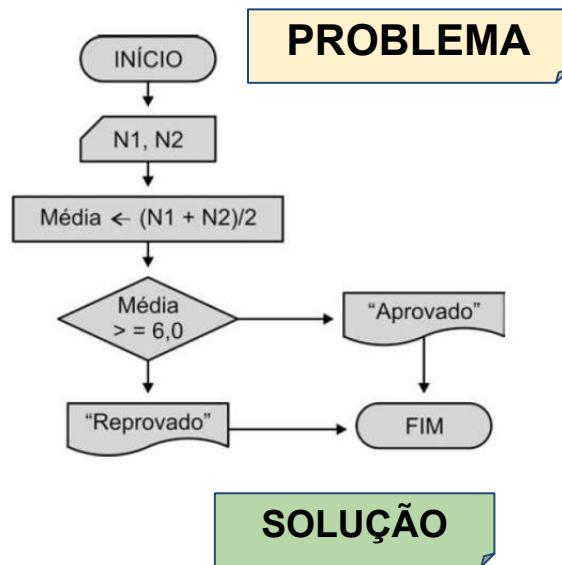 PROBLEMA
INÍCIO
N1, N2
Média ← (N1 + N2)/2
Média
> = 6,0
“Aprovado”
“Reprovado”
FIM
SOLUÇÃO